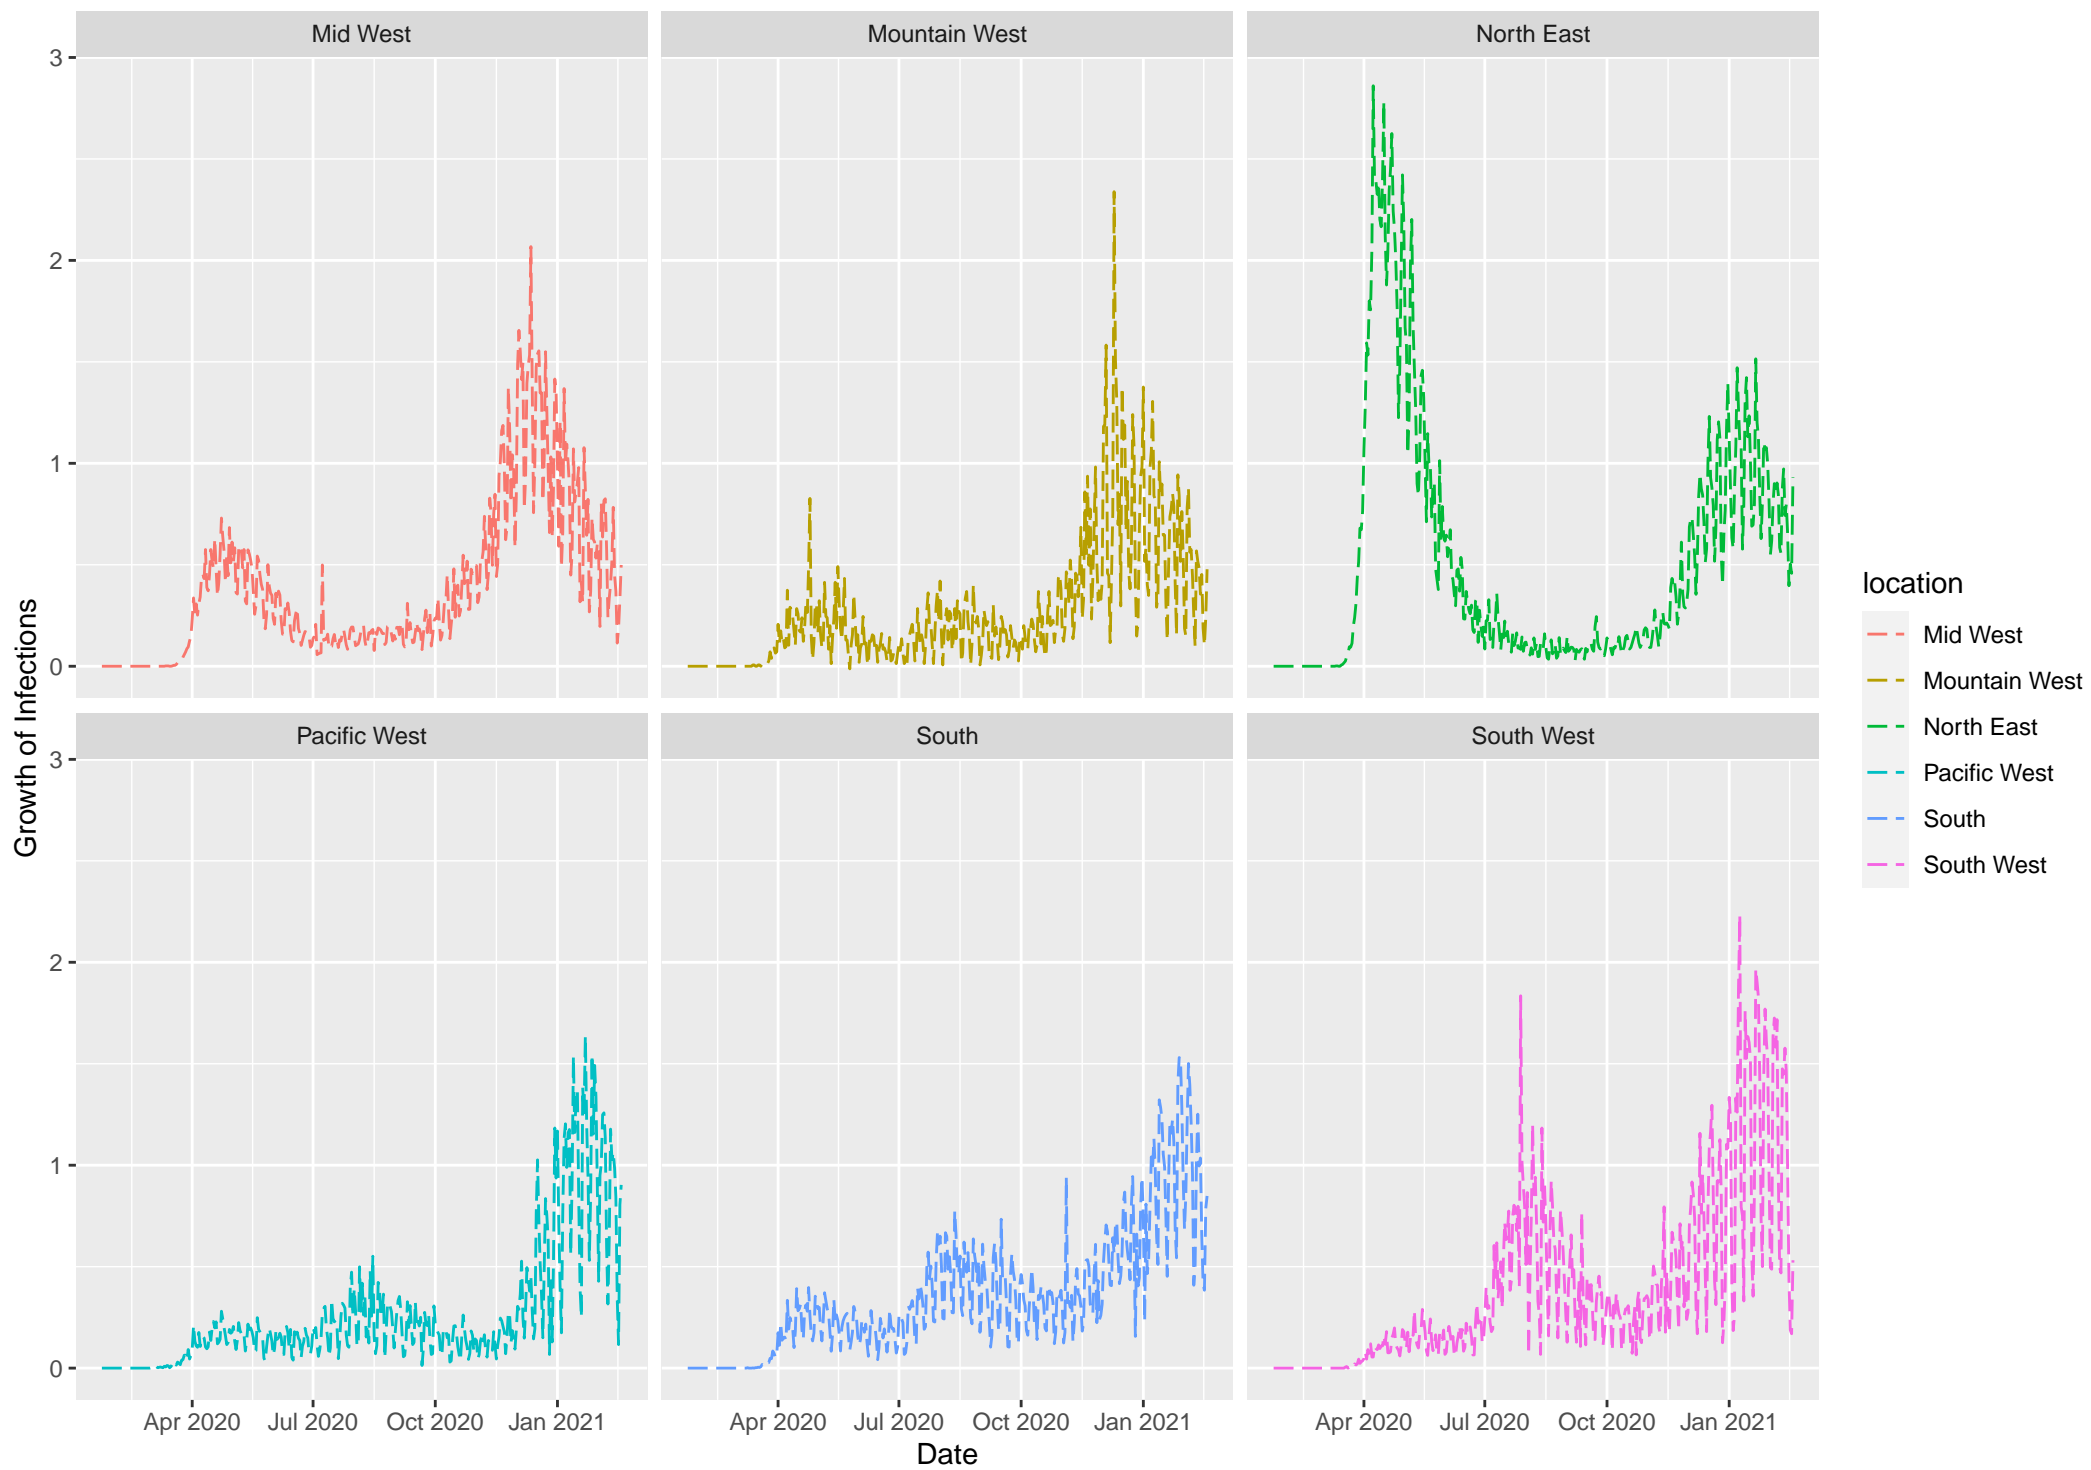 Mid West
Mountain West
North East
3
2
1
0
Growth of Infections
Pacific West
South
South West
3
2
1
0
Apr 2020 Jul 2020 Oct 2020 Jan 2021
Apr 2020 Jul 2020 Oct 2020 Jan 2021
Apr 2020 Jul 2020 Oct 2020 Jan 2021
Date
location
Mid West
Mountain West
North East
Pacific West
South
South West